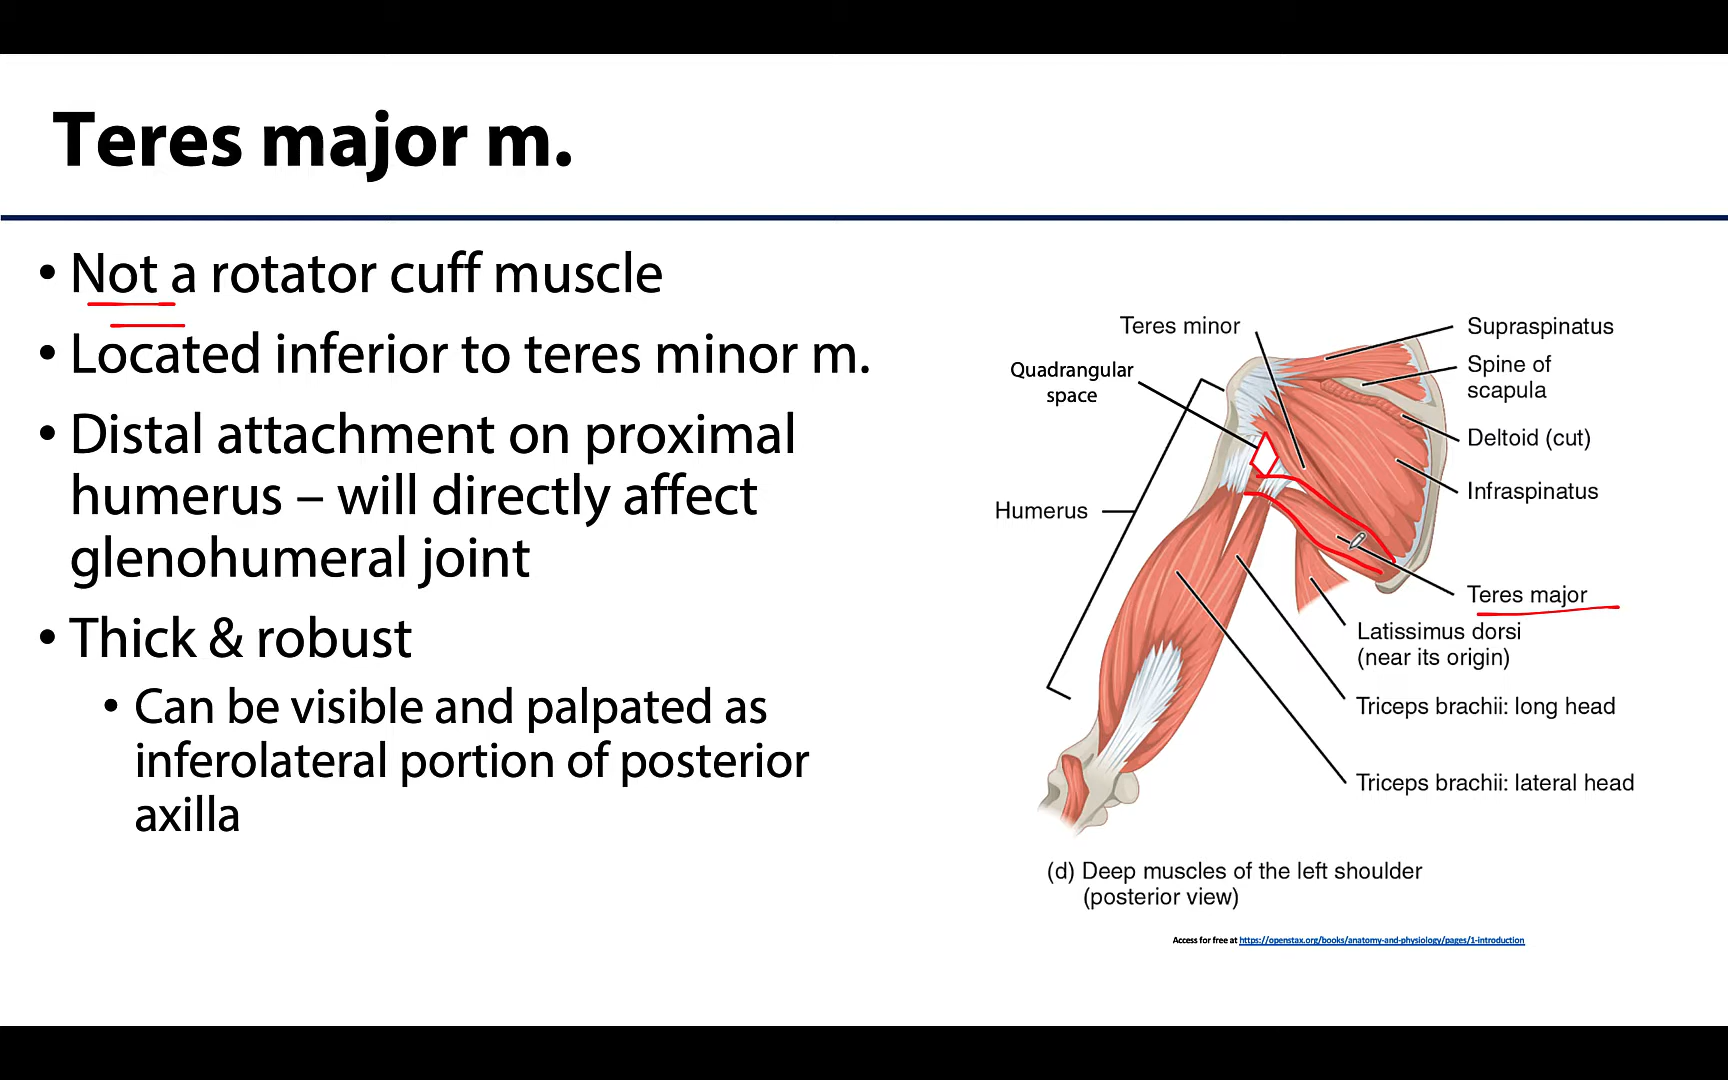 Teres major m.
• Not a rotator cuff muscle
• Located inferior to teres minor m.
• Distal attachment on proximal
humerus – will directly affect
glenohumeral joint
• Thick & robust
• Can be visible and palpated as
inferolateral portion of posterior
axilla
Teres minor
Quadrangular
space
Humerus
Supraspinatus
Spine of
scapula
Deltoid (cut)
Infraspinatus
Teres major
Latissimus dorsi
(near its origin)
Triceps brachii: long head
Triceps brachii: lateral head
(d) Deep muscles of the left shoulder
(posterior view)
Access for free at https://openstax.org/books/anatomy-and-physiology/pages/1-introduction